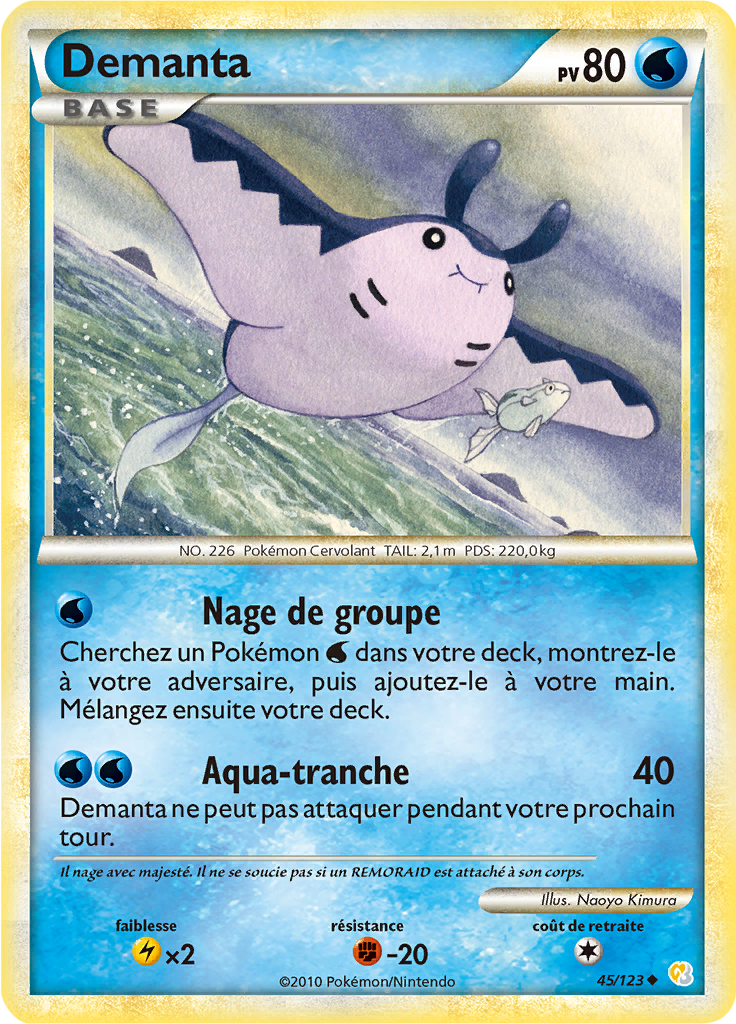 Demanta
PV 80
BASE
NO. 226 Pokémon Cervolant TAIL: 2,1 m PDS: 220,0 kg
Nage de groupe
Cherchez un Pokémon dans votre deck, montrez-le
à votre adversaire, puis ajoutez-le à votre main.
Mélangez ensuite votre deck.
Aqua-tranche 40
Demanta ne peut pas attaquer pendant votre prochain
tour.
Il nage avec majesté. Il ne se soucie pas si un REMORAID est attaché à son corps.
Illus. Naoyo Kimura
faiblesse résistance coût de retraite
×2 -20
©2010 Pokémon/Nintendo 45/123